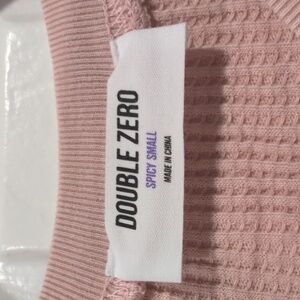 DOUBLE ZERO
SPICY SMALL
MADE IN CHINA